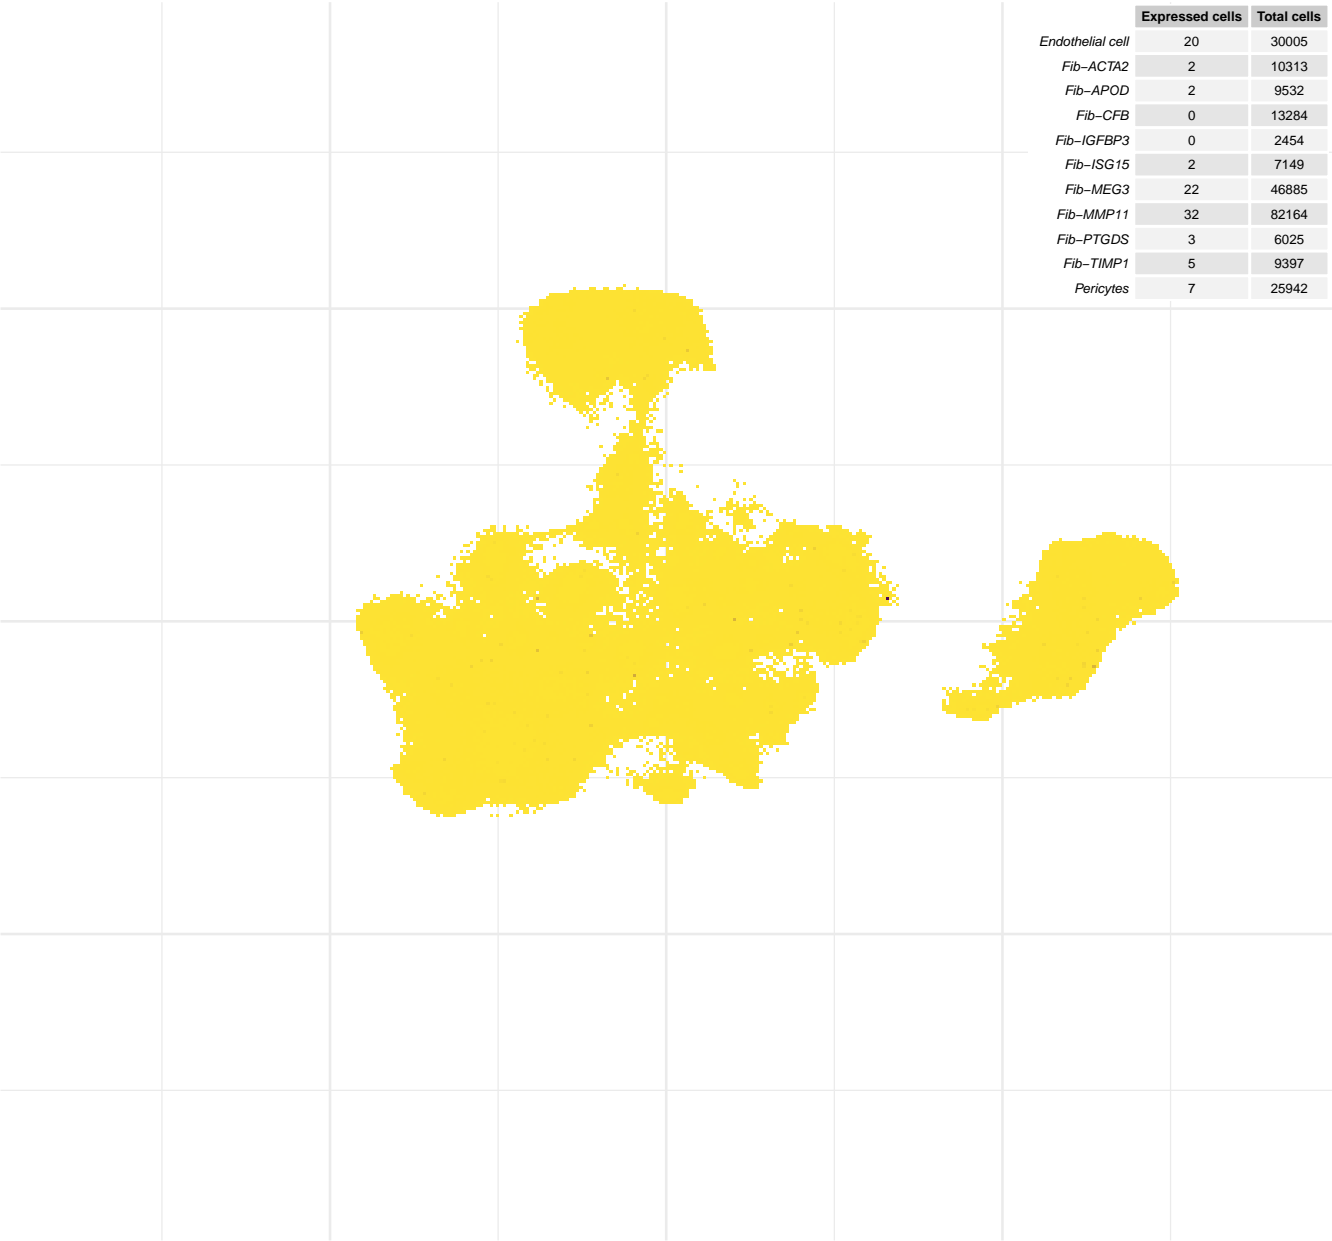 Expressed cells Total cells
Endothelial cell 20 30005
Fib−ACTA2 2 10313
Fib−APOD 2 9532
Fib−CFB 0 13284
Fib−IGFBP3 0 2454
Fib−ISG15 2 7149
Fib−MEG3 22 46885
Fib−MMP11 32 82164
Fib−PTGDS 3 6025
Fib−TIMP1 5 9397
Pericytes 7 25942